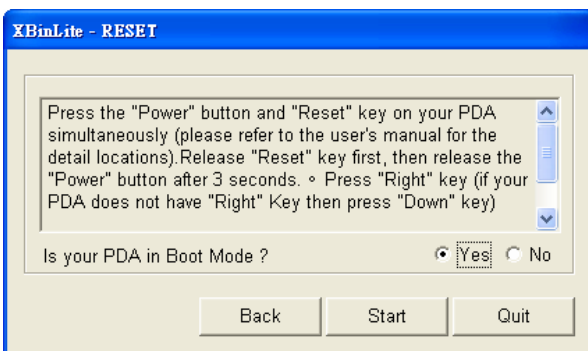 XBinLite - RESET
Press the "Power" button and "Reset" key on your PDA
simultaneously (please refer to the user's manual for the
detail locations).Release "Reset" key first, then release the
"Power" button after 3 seconds. ∘ Press "Right" key (if your
PDA does not have "Right" Key then press "Down" key)
Is your PDA in Boot Mode ?
Yes
No
Back
Start
Quit